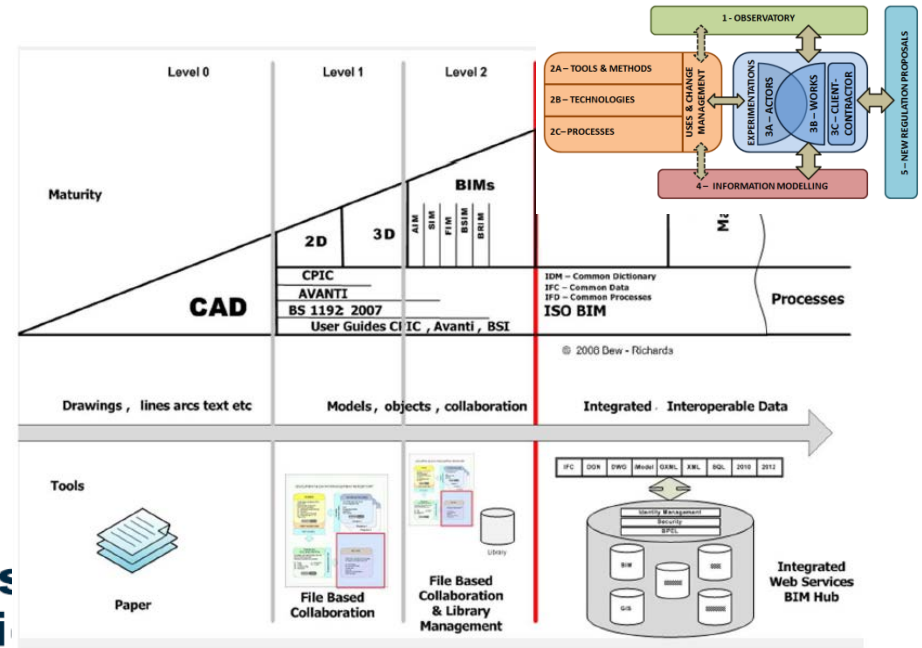 1 - OBSERVATORY
2A – TOOLS & METHODS
2B – TECHNOLOGIES
2C– PROCESSES
USES & CHANGE
MANAGEMENT
EXPERIMENTATIONS
3A – ACTORS
3B – WORKS
3C – CLIENT-
CONTRACTOR
4 – INFORMATION MODELLING
5 – NEW REGULATION PROPOSALS
Level 0
Level 1
Level 2
Maturity
BIMs
AIM
SIM
FIM
BSIM
BRIM
2D
3D
CAD
CPIC
AVANTI
BS 1192: 2007
User Guides CPIC , Avanti , BSI
IDM – Common Dictionary
IFC – Common Data
IFD – Common Processes
ISO BIM
Processes
© 2008 Bew - Richards
Drawings , lines arcs text etc
Models , objects , collaboration
Integrated , Interoperable Data
Tools
Paper
File Based
Collaboration
Library
File Based
Collaboration
& Library
Management
IFC DGN DWG iModel GXML XML SQL 2010 2012
Identity Management
Security
BPEL
BIM
GIS
Integrated
Web Services
BIM Hub